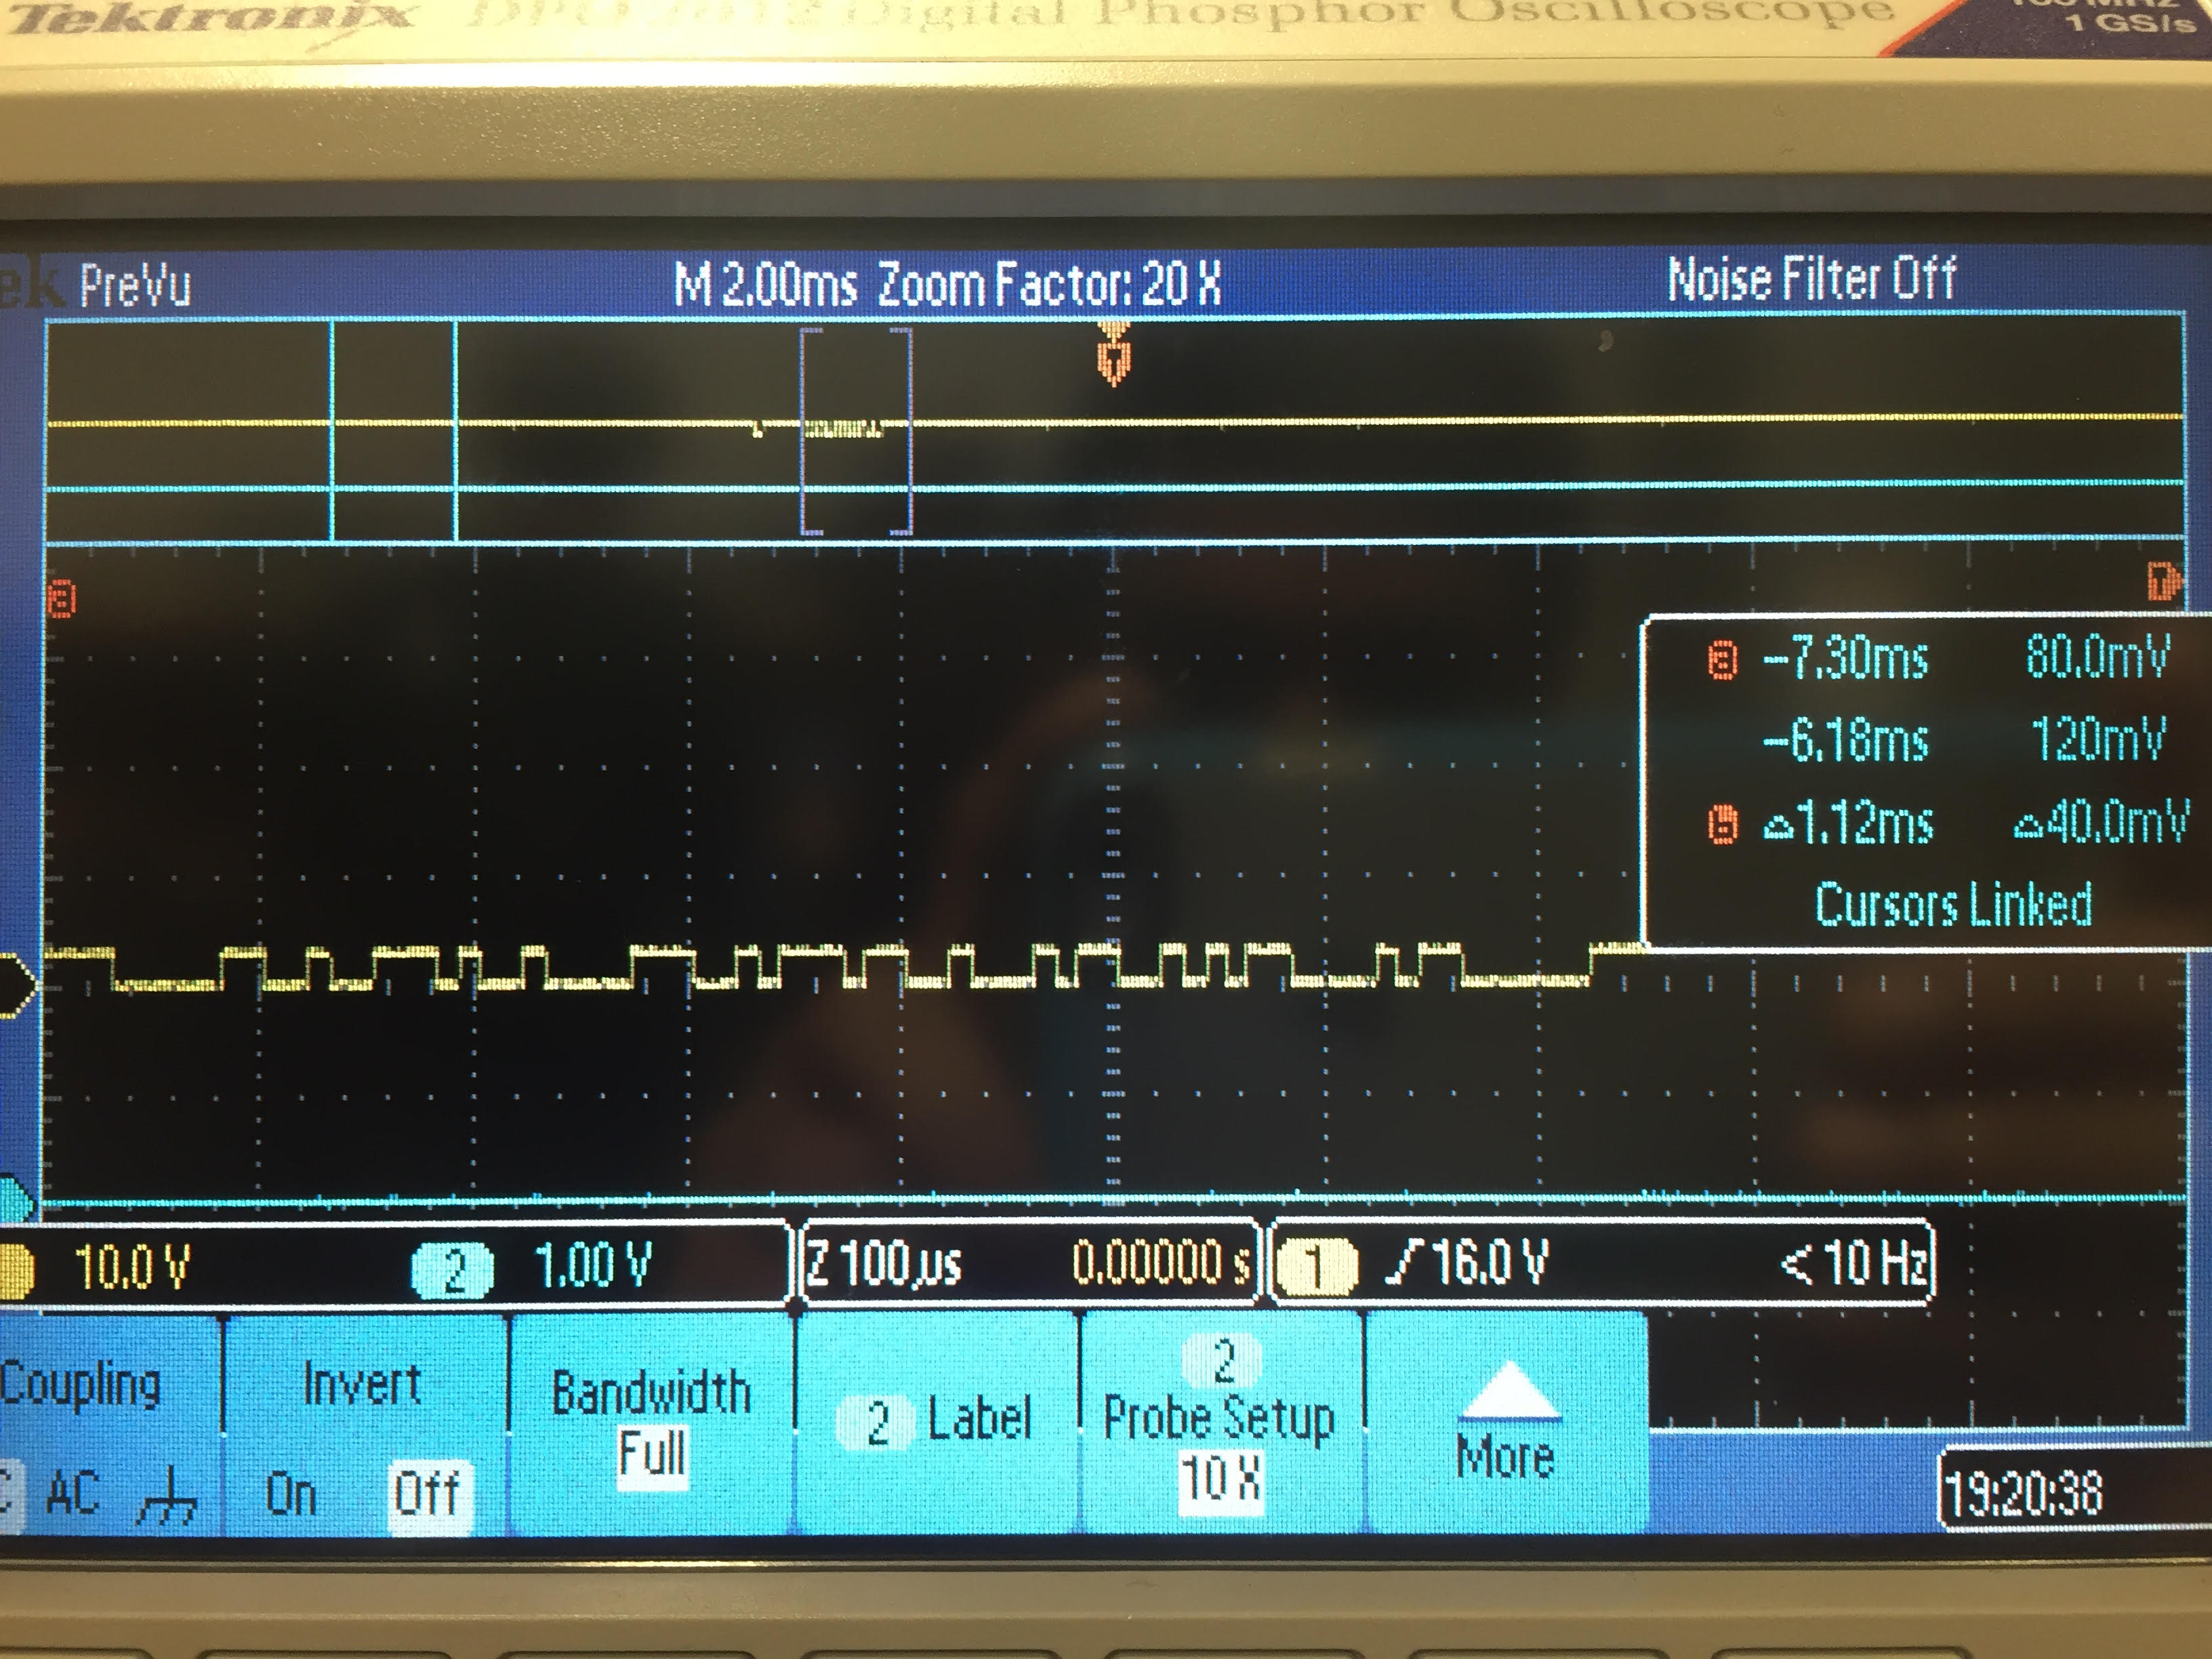 Tektronix DPO 2012 Digital Phosphor Oscilloscope
100 MHz
1 GS/s
ek PreVu M 2.00ms Zoom Factor: 20 X Noise Filter Off
T
a T
a -7.30ms 80.0mV
-6.18ms 120mV
b △1.12ms △40.0mV
Cursors Linked
10.0 V 2 1.00 V Z 100µs 0.00000 s 1 16.0 V < 10 Hz
Coupling Invert Bandwidth 2 Label 2 Probe Setup More
Full 10 X
C AC On Off
19:20:38